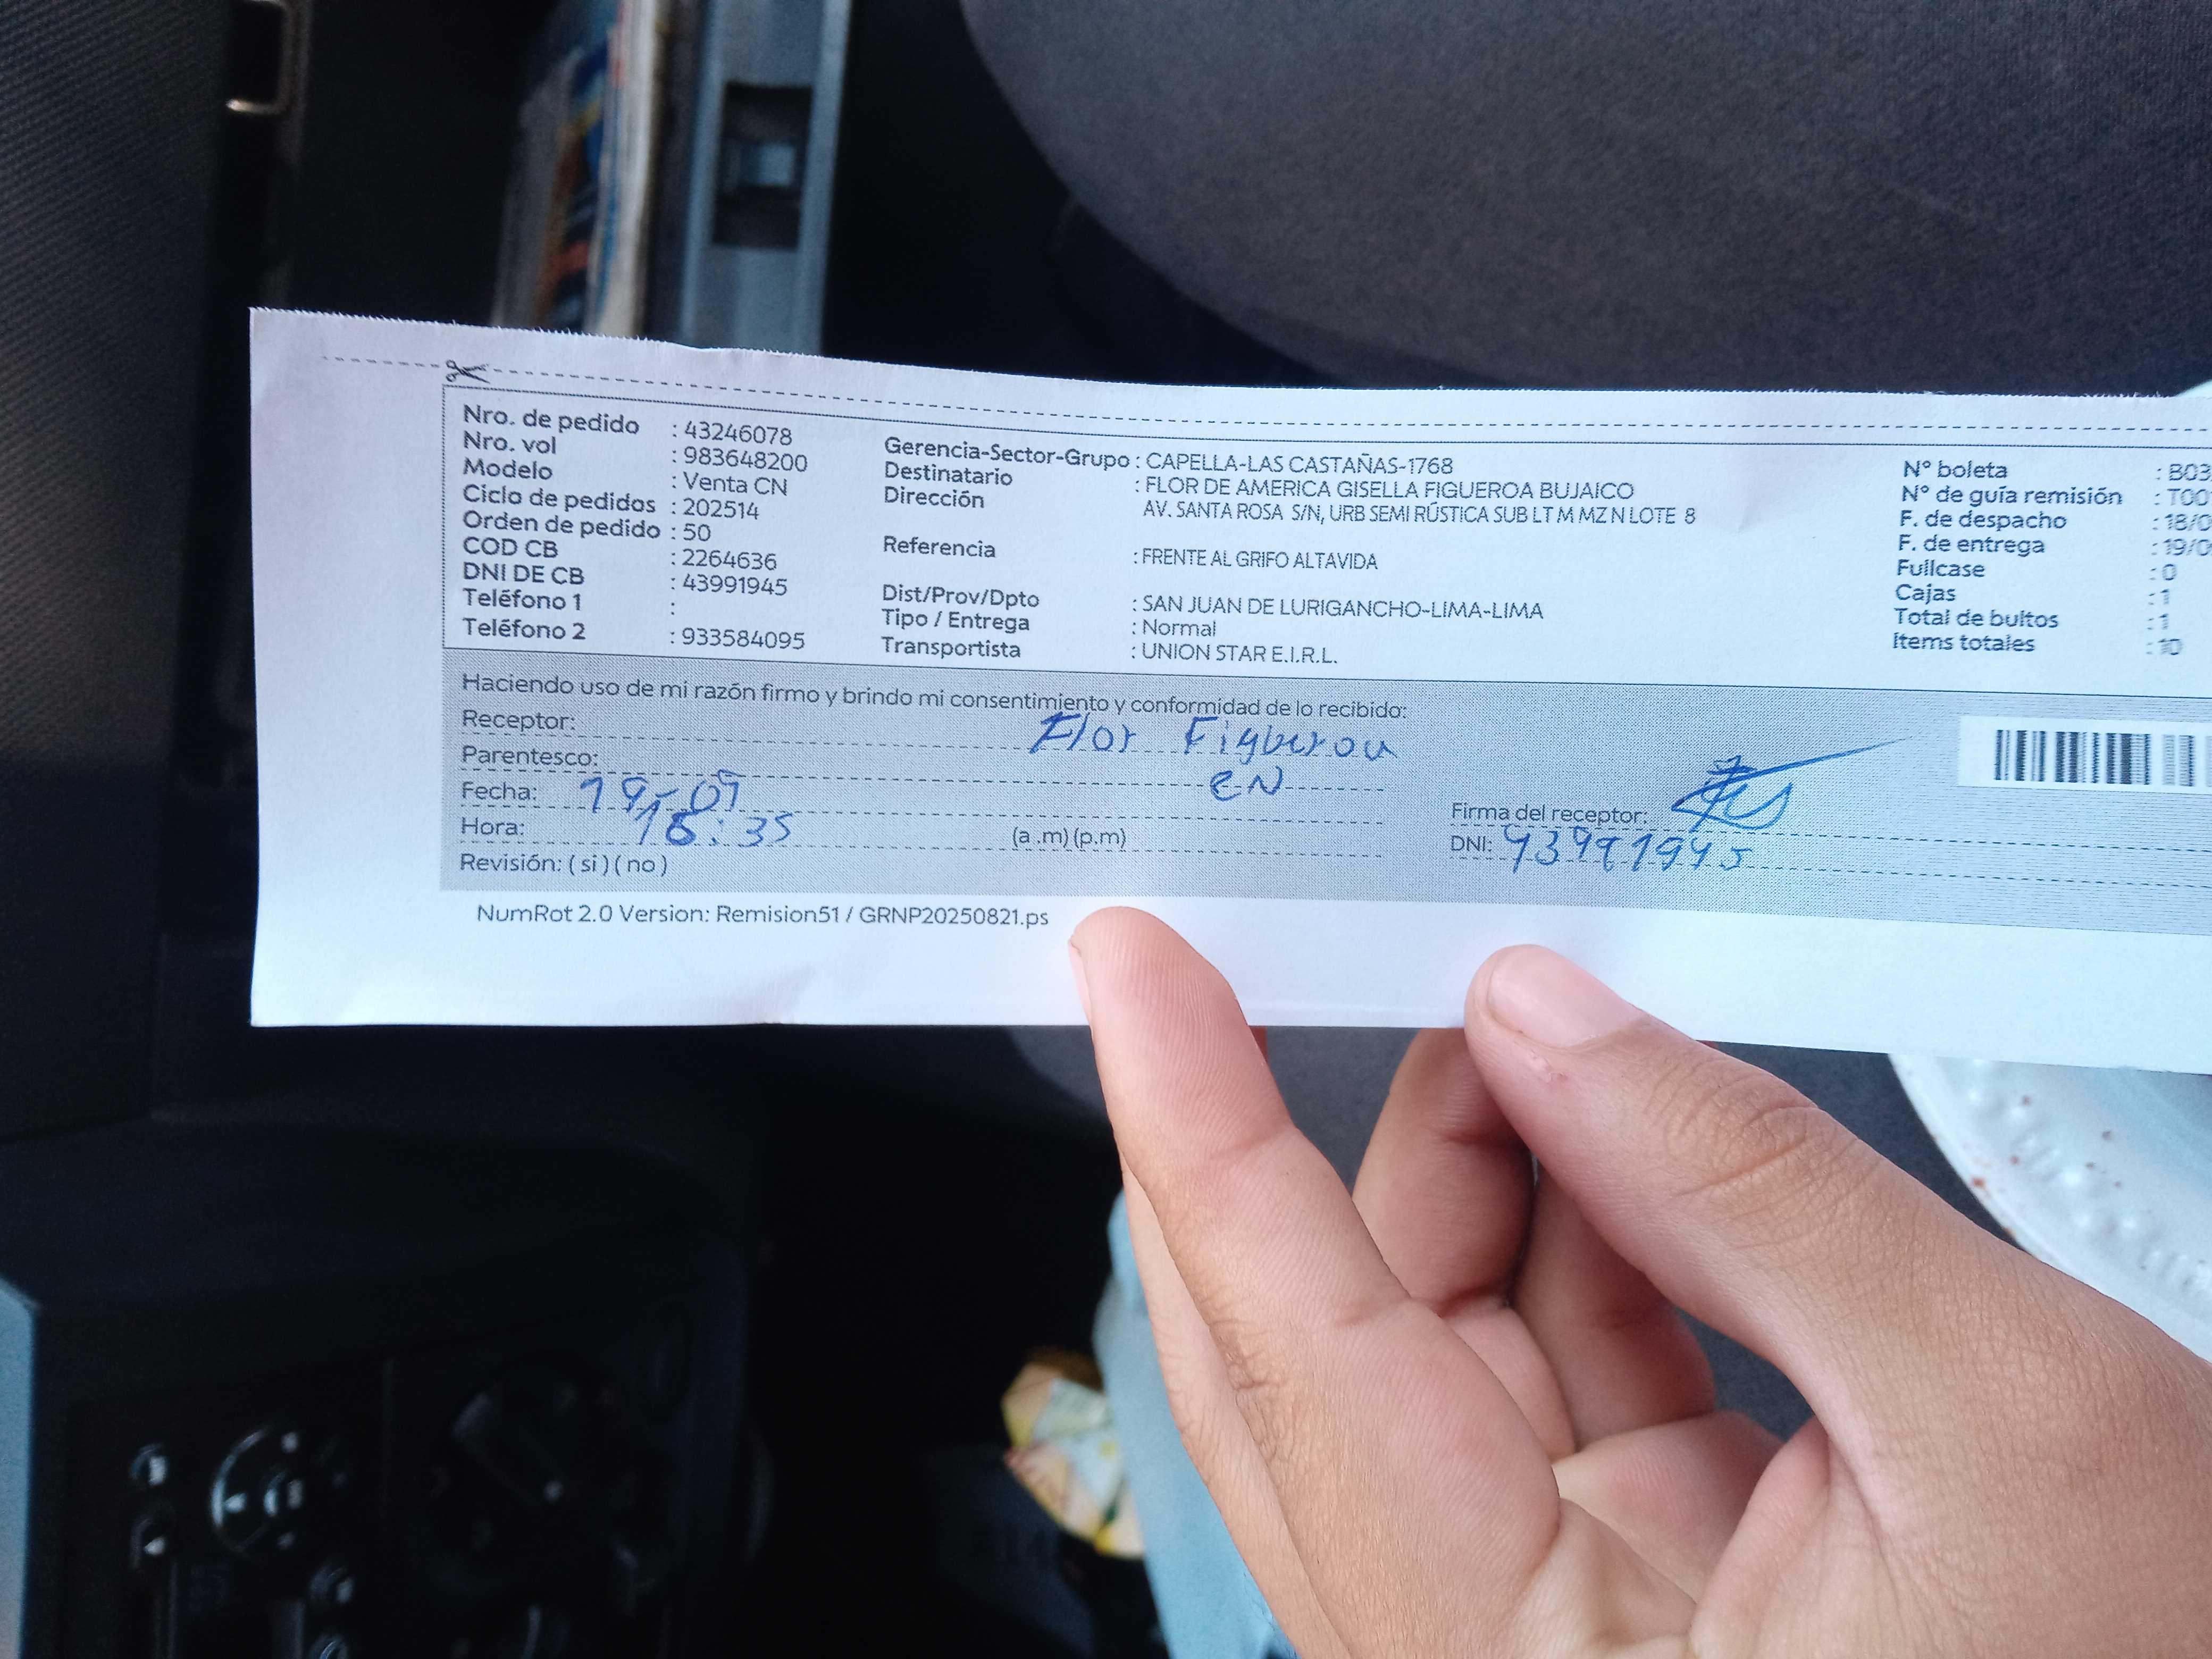 Nro. de pedido : 43246078
Nro. vol : 983648200
Modelo : Venta CN
Ciclo de pedidos : 202514
Orden de pedido : 50
COD CB : 2264636
DNI DE CB : 43991945
Teléfono 1 :
Teléfono 2 : 933584095
Gerencia-Sector-Grupo : CAPELLA-LAS CASTAÑAS-1768
Destinatario : FLOR DE AMERICA GISELLA FIGUEROA BUJAICO
Dirección AV. SANTA ROSA S/N, URB SEMI RÚSTICA SUB LT M MZ N LOTE 8
Referencia : FRENTE AL GRIFO ALTAVIDA
Dist/Prov/Dpto : SAN JUAN DE LURIGANCHO-LIMA-LIMA
Tipo / Entrega : Normal
Transportista : UNION STAR E.I.R.L.
N° boleta : B03
N° de guía remisión : T00
F. de despacho : 18/0
F. de entrega : 19/0
Fullcase : 0
Cajas : 1
Total de bultos : 1
Items totales : 10
Haciendo uso de mi razón firmo y brindo mi consentimiento y conformidad de lo recibido:
Receptor: Flor Figueroa
Parentesco: CN
Fecha: 19-09
Hora: 16:35 (a .m) (p.m)
Revisión: ( si ) ( no )
Firma del receptor:
DNI: 43991945
NumRot 2.0 Version: Remision51 / GRNP20250821.ps